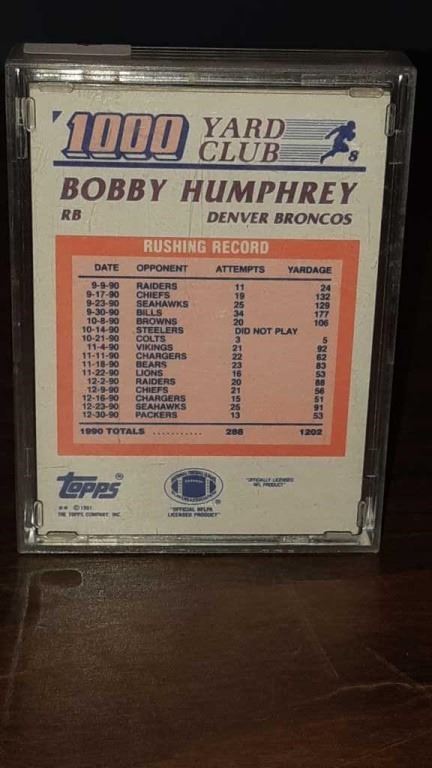 1000 YARD CLUB 8
BOBBY HUMPHREY
RB DENVER BRONCOS
RUSHING RECORD
DATE OPPONENT ATTEMPTS YARDAGE
9-9-90 RAIDERS 11 24
9-17-90 CHIEFS 19 132
9-23-90 SEAHAWKS 25 129
9-30-90 BILLS 34 177
10-8-90 BROWNS 20 106
10-14-90 STEELERS DID NOT PLAY
10-21-90 COLTS 3 5
11-4-90 VIKINGS 21 92
11-11-90 CHARGERS 22 62
11-18-90 BEARS 23 83
11-22-90 LIONS 16 53
12-2-90 RAIDERS 20 88
12-9-90 CHIEFS 21 56
12-16-90 CHARGERS 15 51
12-23-90 SEAHAWKS 25 91
12-30-90 PACKERS 13 53
1990 TOTALS .......... 288 1202
topps®
** © 1991
THE TOPPS COMPANY, INC.
"OFFICIAL NFLPA
LICENSED PRODUCT"
®
"OFFICIALLY LICENSED
NFL PRODUCT"